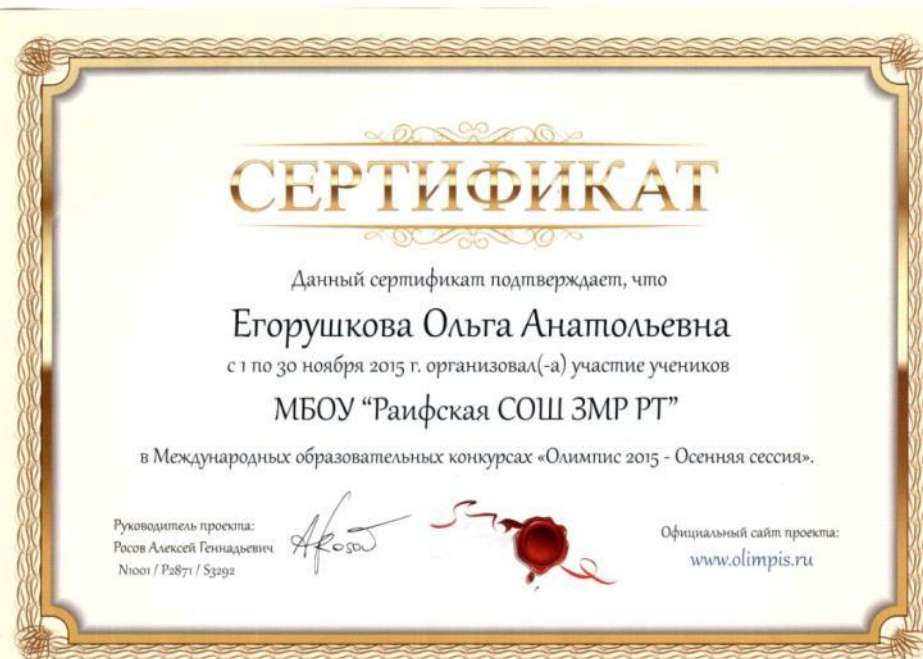 СЕРТИФИКАТ
Данный сертификат подтверждает, что
Егорушкова Ольга Анатольевна
с 1 по 30 ноября 2015 г. организовал(-а) участие учеников
МБОУ “Раифская СОШ ЗМР РТ”
в Международных образовательных конкурсах «Олимпис 2015 - Осенняя сессия».
Руководитель проекта:
Росов Алексей Геннадьевич
N1001 / P2871 / S3292
ARosov
Официальный сайт проекта:
www.olimpis.ru